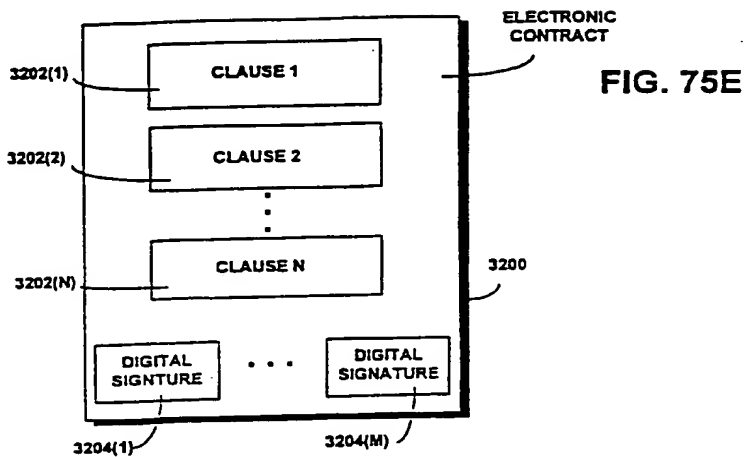 ELECTRONIC
CONTRACT
3202(1)
CLAUSE 1
FIG. 75E
3202(2)
CLAUSE 2
3202(N)
CLAUSE N
3200
DIGITAL
SIGNTURE
DIGITAL
SIGNATURE
3204(1)
3204(M)